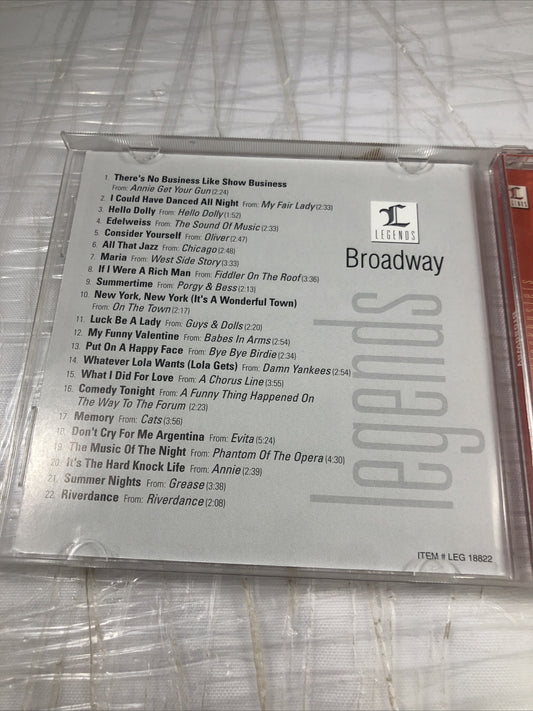 1. There's No Business Like Show Business
From: Annie Get Your Gun (2:24)
2. I Could Have Danced All Night From: My Fair Lady (2:33)
3. Hello Dolly From: Hello Dolly (1:52)
4. Edelweiss From: The Sound Of Music (2:33)
5. Consider Yourself From: Oliver (2:47)
6. All That Jazz From: Chicago (2:48)
7. Maria From: West Side Story (3:33)
8. If I Were A Rich Man From: Fiddler On The Roof (3:36)
9. Summertime From: Porgy & Bess (2:13)
10. New York, New York (It's A Wonderful Town)
From: On The Town (2:17)
11. Luck Be A Lady From: Guys & Dolls (2:20)
12. My Funny Valentine From: Babes In Arms (2:54)
13. Put On A Happy Face From: Bye Bye Birdie (2:34)
14. Whatever Lola Wants (Lola Gets) From: Damn Yankees (2:54)
15. What I Did For Love From: A Chorus Line (3:55)
16. Comedy Tonight From: A Funny Thing Happened On
The Way To The Forum (2:23)
17. Memory From: Cats (3:56)
18. Don't Cry For Me Argentina From: Evita (5:24)
19. The Music Of The Night From: Phantom Of The Opera (4:30)
20. It's The Hard Knock Life From: Annie (2:39)
21. Summer Nights From: Grease (3:38)
22. Riverdance From: Riverdance (2:08)
L
LEGENDS
Broadway
legends
ITEM # LEG 18822
L
LEGENDS